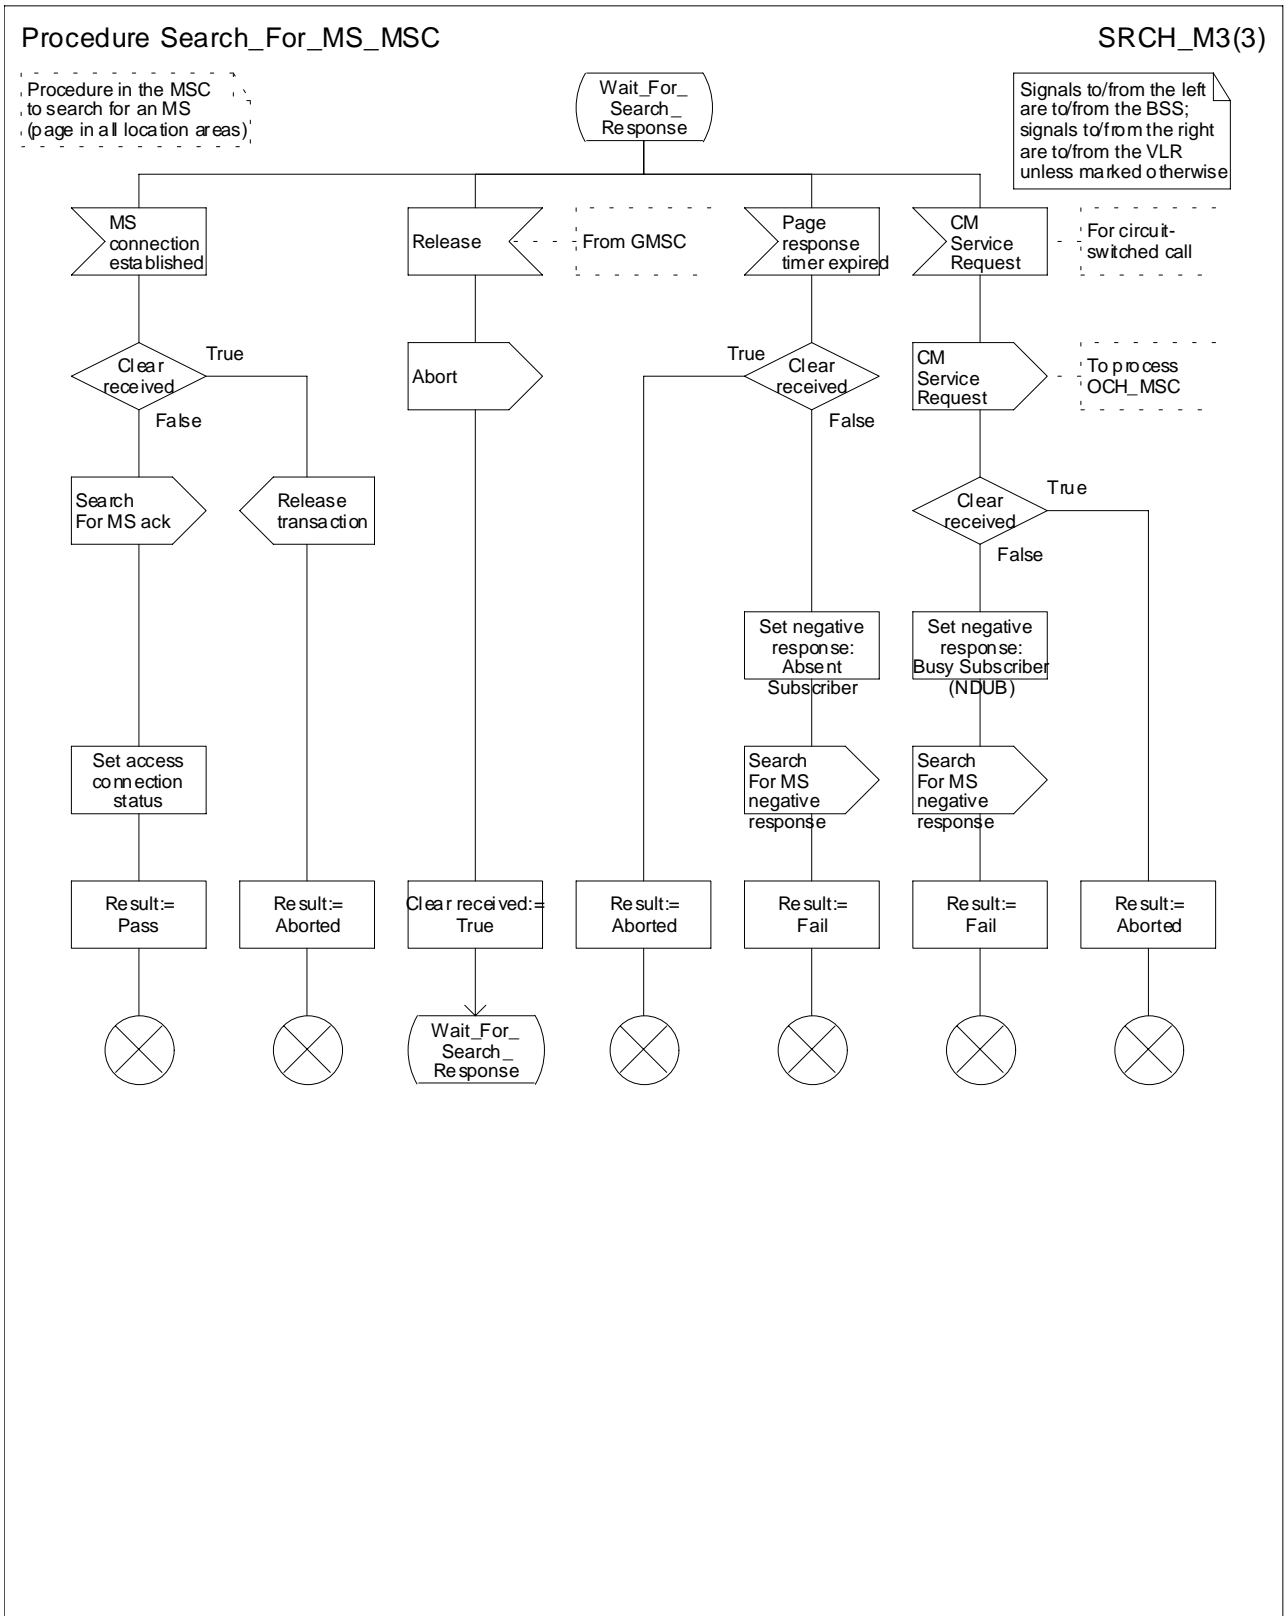 Procedure Search_For_MS_MSC
SRCH_M3(3)
Procedure in the MSC
to search for an MS
(page in all location areas)
Wait_For_
Search_
Response
Signals to/from the left
are to/from the BSS;
signals to/from the right
are to/from the VLR
unless marked otherwise
MS
connection
established
Release
From GMSC
Page
response
timer expired
CM
Service
Request
For circuit-
switched call
Clear
received
True
False
Abort
True
Clear
received
False
CM
Service
Request
To process
OCH_MSC
Search
For MS ack
Release
transaction
Clear
received
True
False
Set negative
response:
Absent
Subscriber
Set negative
response:
Busy Subscriber
(NDUB)
Set access
connection
status
Search
For MS
negative
response
Search
For MS
negative
response
Result:=
Pass
Result:=
Aborted
Clear received:=
True
Result:=
Aborted
Result:=
Fail
Result:=
Fail
Result:=
Aborted
Wait_For_
Search_
Response